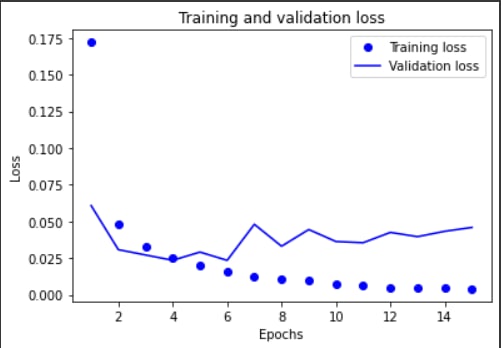 Training and validation loss
0.175
0.150
0.125
0.100
0.075
0.050
0.025
0.000
Loss
Training loss
Validation loss
2 4 6 8 10 12 14
Epochs